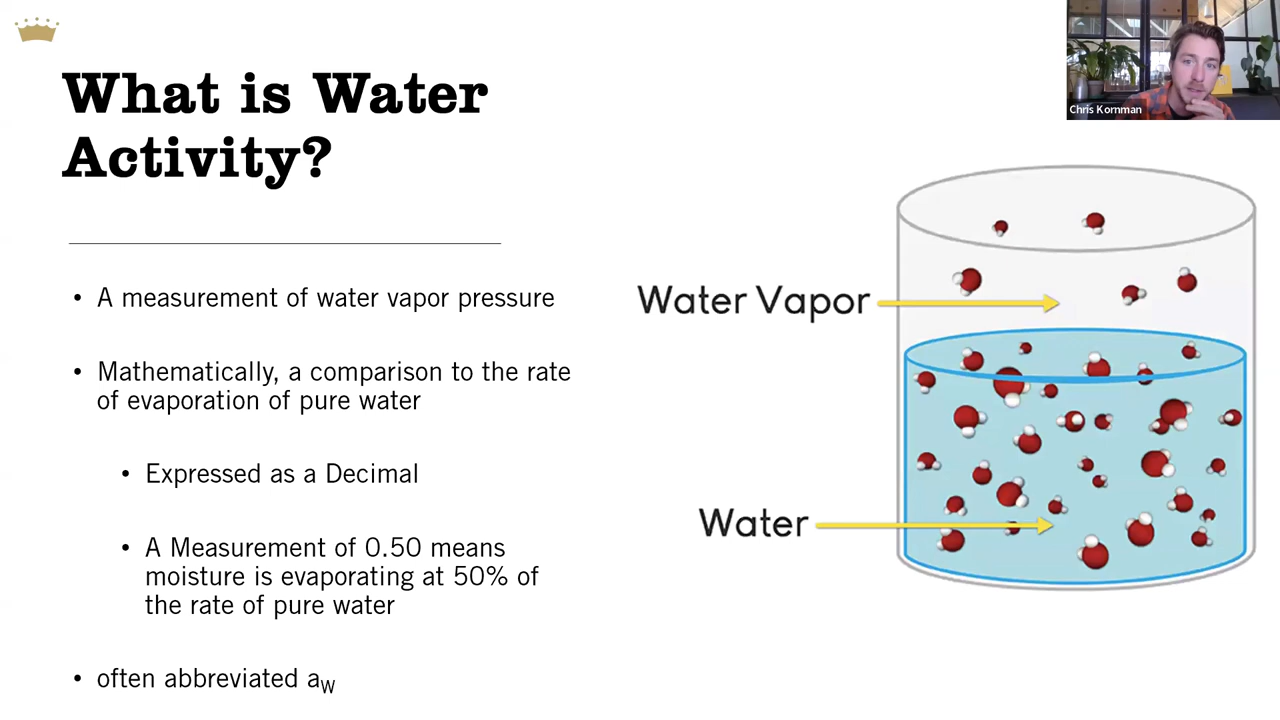 What is Water
Activity?
• A measurement of water vapor pressure
• Mathematically, a comparison to the rate
of evaporation of pure water
• Expressed as a Decimal
• A Measurement of 0.50 means
moisture is evaporating at 50% of
the rate of pure water
• often abbreviated aW
Chris Kornman
Water Vapor
Water